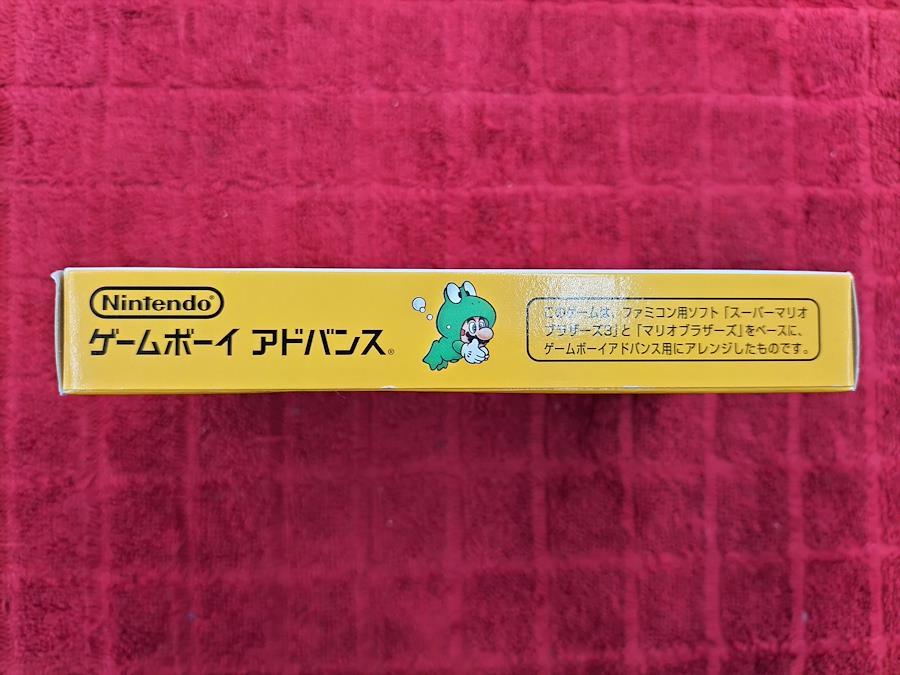 Nintendo®
ゲームボーイ アドバンス®
このゲームは、ファミコン用ソフト「スーパーマリオ
ブラザーズ3」と「マリオブラザーズ」をベースに、
ゲームボーイアドバンス用にアレンジしたものです。